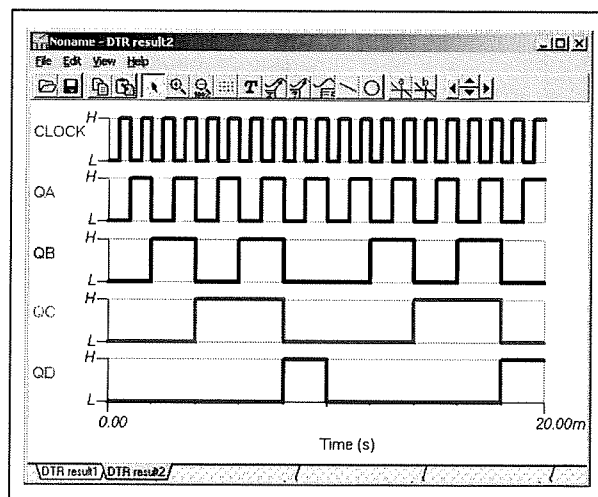 Noname - DTR result2
File Edit View Help
CLOCK H
L
QA H
L
QB H
L
QC H
L
QD H
L
0.00 20.00m
Time (s)
DTR result1 DTR result2